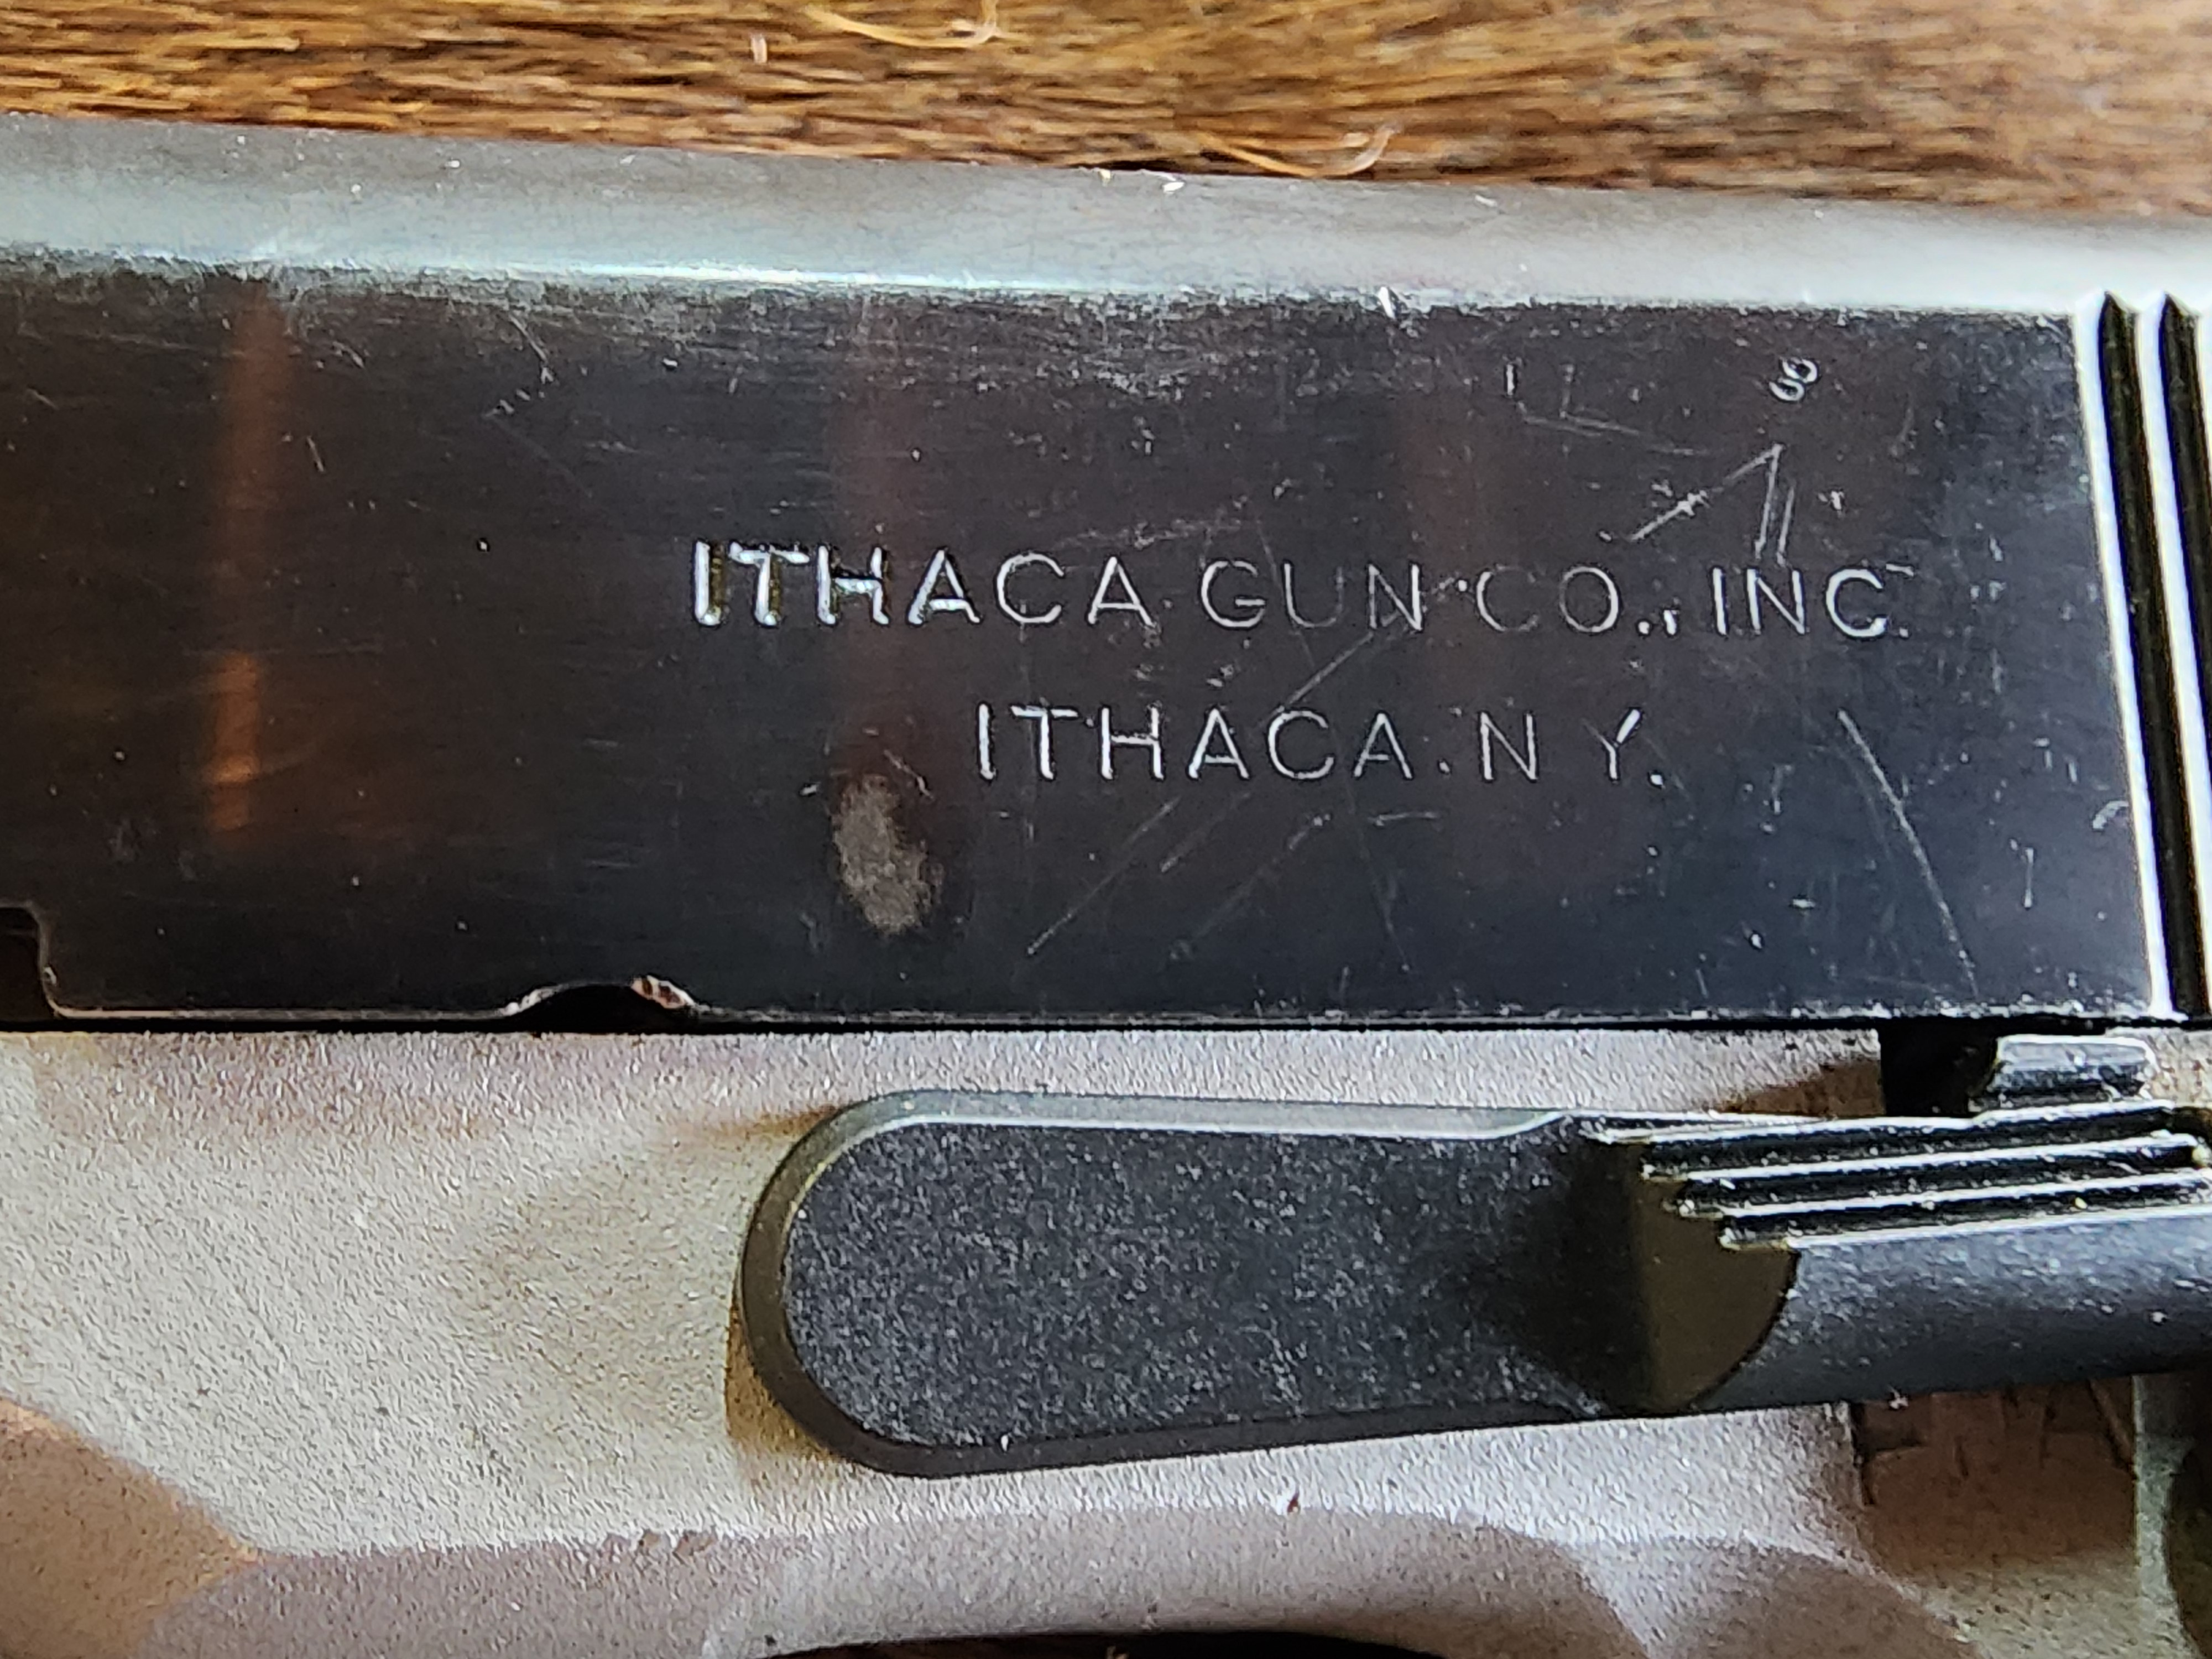 ITHACA GUN CO., INC.
ITHACA. N Y.